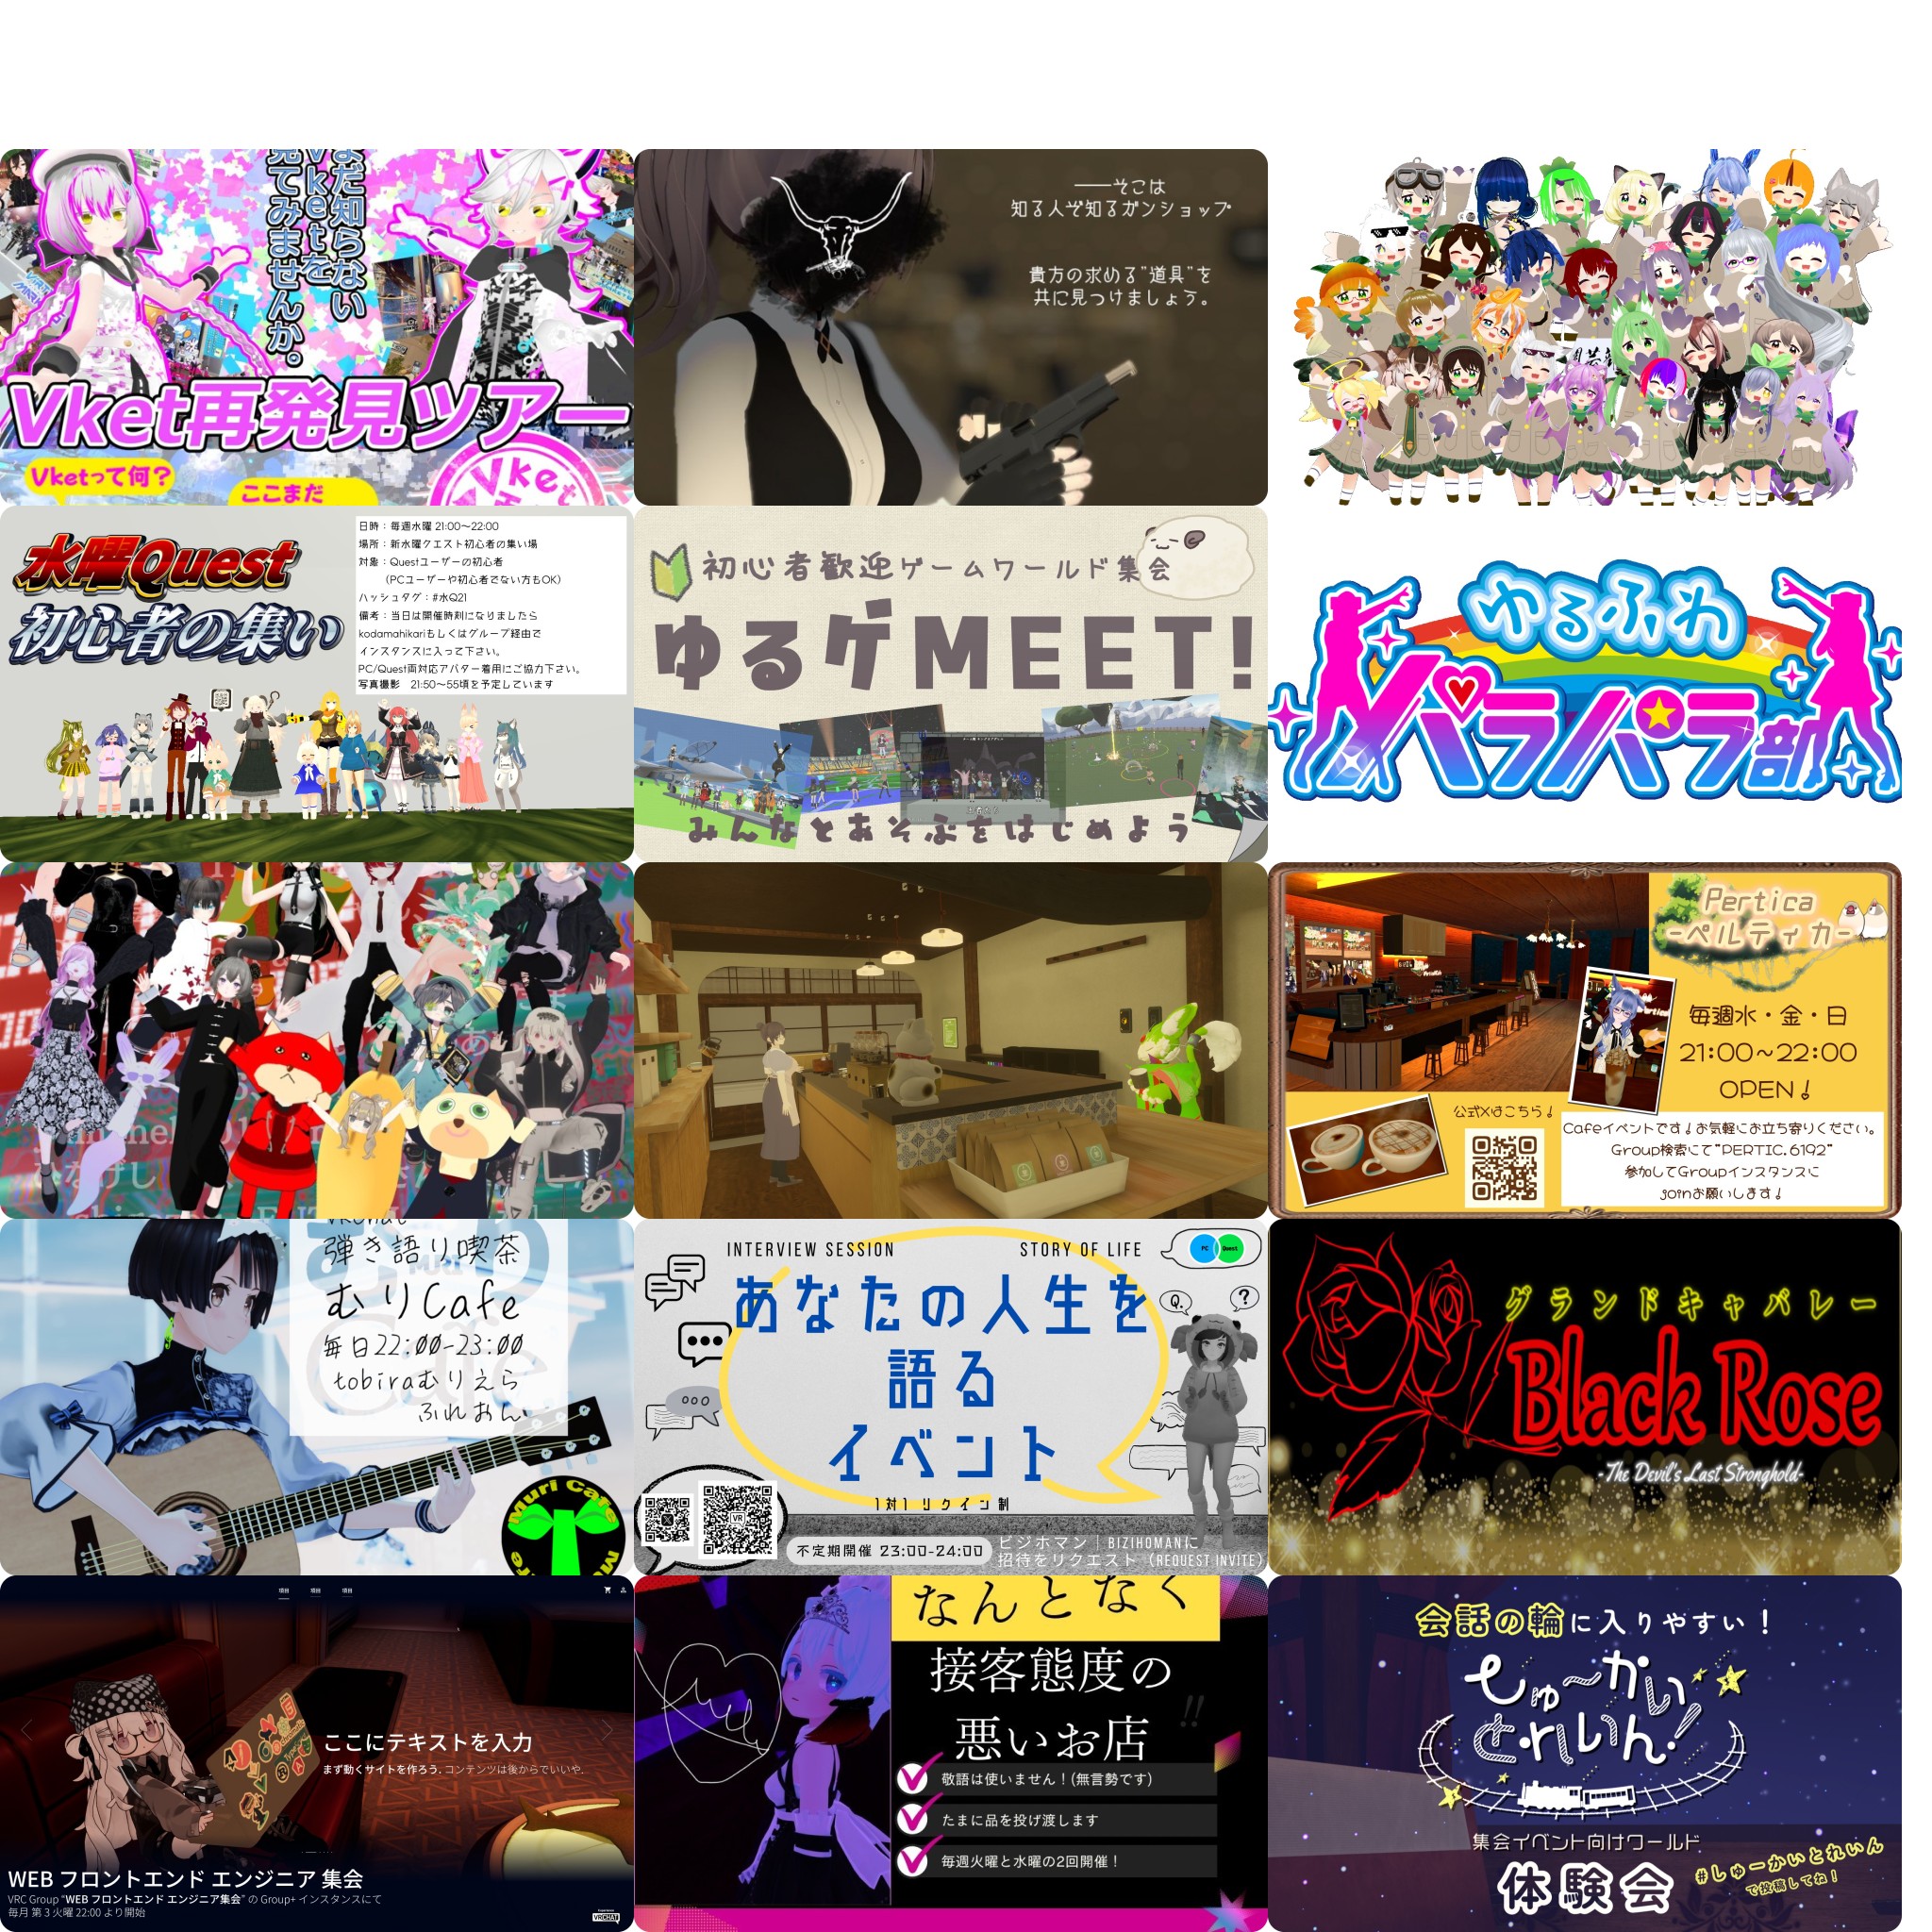 まだ知らない
Vketを
見てみませんか。
Vket再発見ツアー
Vketって何？
ここまだ
Vket
――そこは
知る人ぞ知るガンショップ
貴方の求める"道具"を
共に見つけましょう。
水曜Quest
初心者の集い
日時：毎週水曜 21:00～22:00
場所：新水曜クエスト初心者の集い場
対象：Questユーザーの初心者
（PCユーザーや初心者でない方もOK）
ハッシュタグ：#水Q21
備考：当日は開催時刻になりましたら
kodamahikariもしくはグループ経由で
インスタンスに入って下さい。
PC/Quest両対応アバター着用にご協力下さい。
写真撮影　21:50～55頃を予定しています
初心者歓迎ゲームワールド集会
ゆるゲMEET!
みんなとあそぶをはじめよう
ゆるふわ
パラパラ部
Pertica
-ペルティカ-
毎週水・金・日
21:00~22:00
OPEN！
公式Xはこちら！
Cafeイベントです！お気軽にお立ち寄りください。
Group検索にて"PERTIC.6192"
参加してGroupインスタンスに
joinお願いします！
VRChat
弾き語り喫茶
むりCafe
毎日22:00-23:00
tobiraむりえら
ふれおん
Muri Cafe
INTERVIEW SESSION
STORY OF LIFE
PC
Quest
Q.
?
あなたの人生を
語る
イベント
1対1 リクイン制
不定期開催 23:00-24:00
ビジホマン｜BIZIHOMANに
招待をリクエスト（REQUEST INVITE）
グランドキャバレー
Black Rose
-The Devil's Last Stronghold-
項目 項目 項目
ここにテキストを入力
まず動くサイトを作ろう. コンテンツは後からでいいや.
WEB フロントエンド エンジニア 集会
VRC Group "WEB フロントエンド エンジニア集会" の Group+ インスタンスにて
毎月 第 3 火曜 22:00 より開始
VRCHAT
なんとなく
接客態度の
悪いお店
!!
敬語は使いません！(無言勢です)
たまに品を投げ渡します
毎週火曜と水曜の2回開催！
会話の輪に入りやすい！
しゅ～かい
とれいん！
集会イベント向けワールド
体験会
#しゅーかいとれいん
で投稿してね！